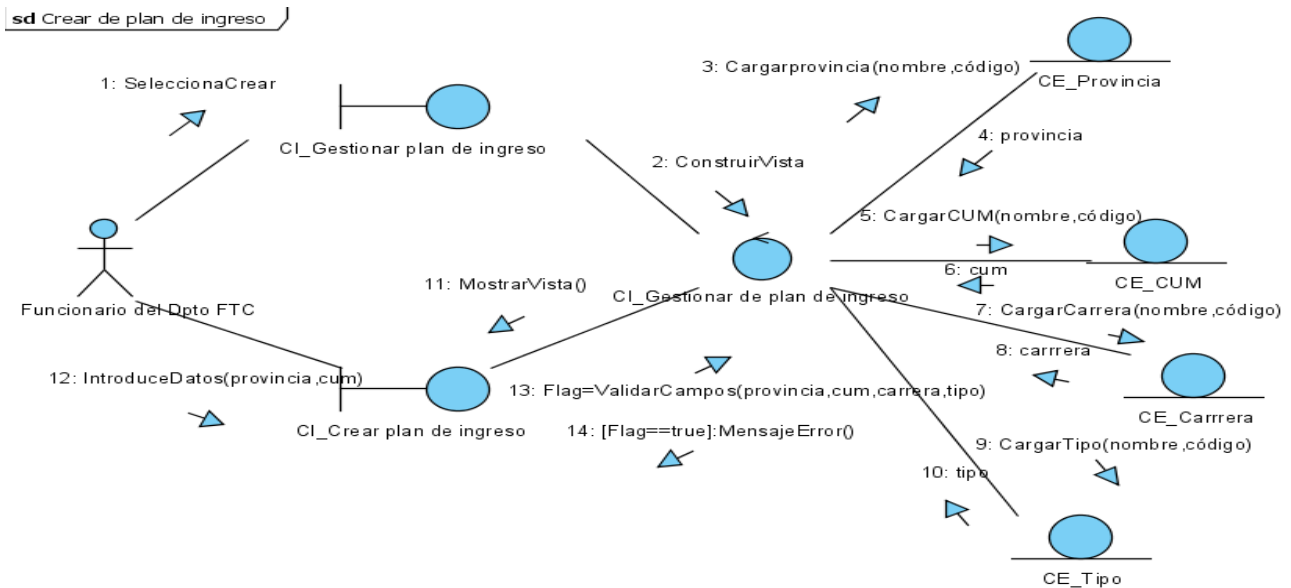 sd Crear de plan de ingreso
1: SeleccionaCrear
3: Cargarprovincia(nombre,código)
CE_Provincia
CI_Gestionar plan de ingreso
4: provincia
2: ConstruirVista
5: CargarCUM(nombre,código)
6: cum
CE_CUM
11: MostrarVista()
CI_Gestionar de plan de ingreso
Funcionario del Dpto FTC
7: CargarCarrera(nombre,código)
8: carrrera
12: IntroduceDatos(provincia,cum)
13: Flag=ValidarCampos(provincia,cum,carrera,tipo)
CE_Carrrera
CI_Crear plan de ingreso
14: [Flag==true]:MensajeError()
9: CargarTipo(nombre,código)
10: tipo
CE_Tipo